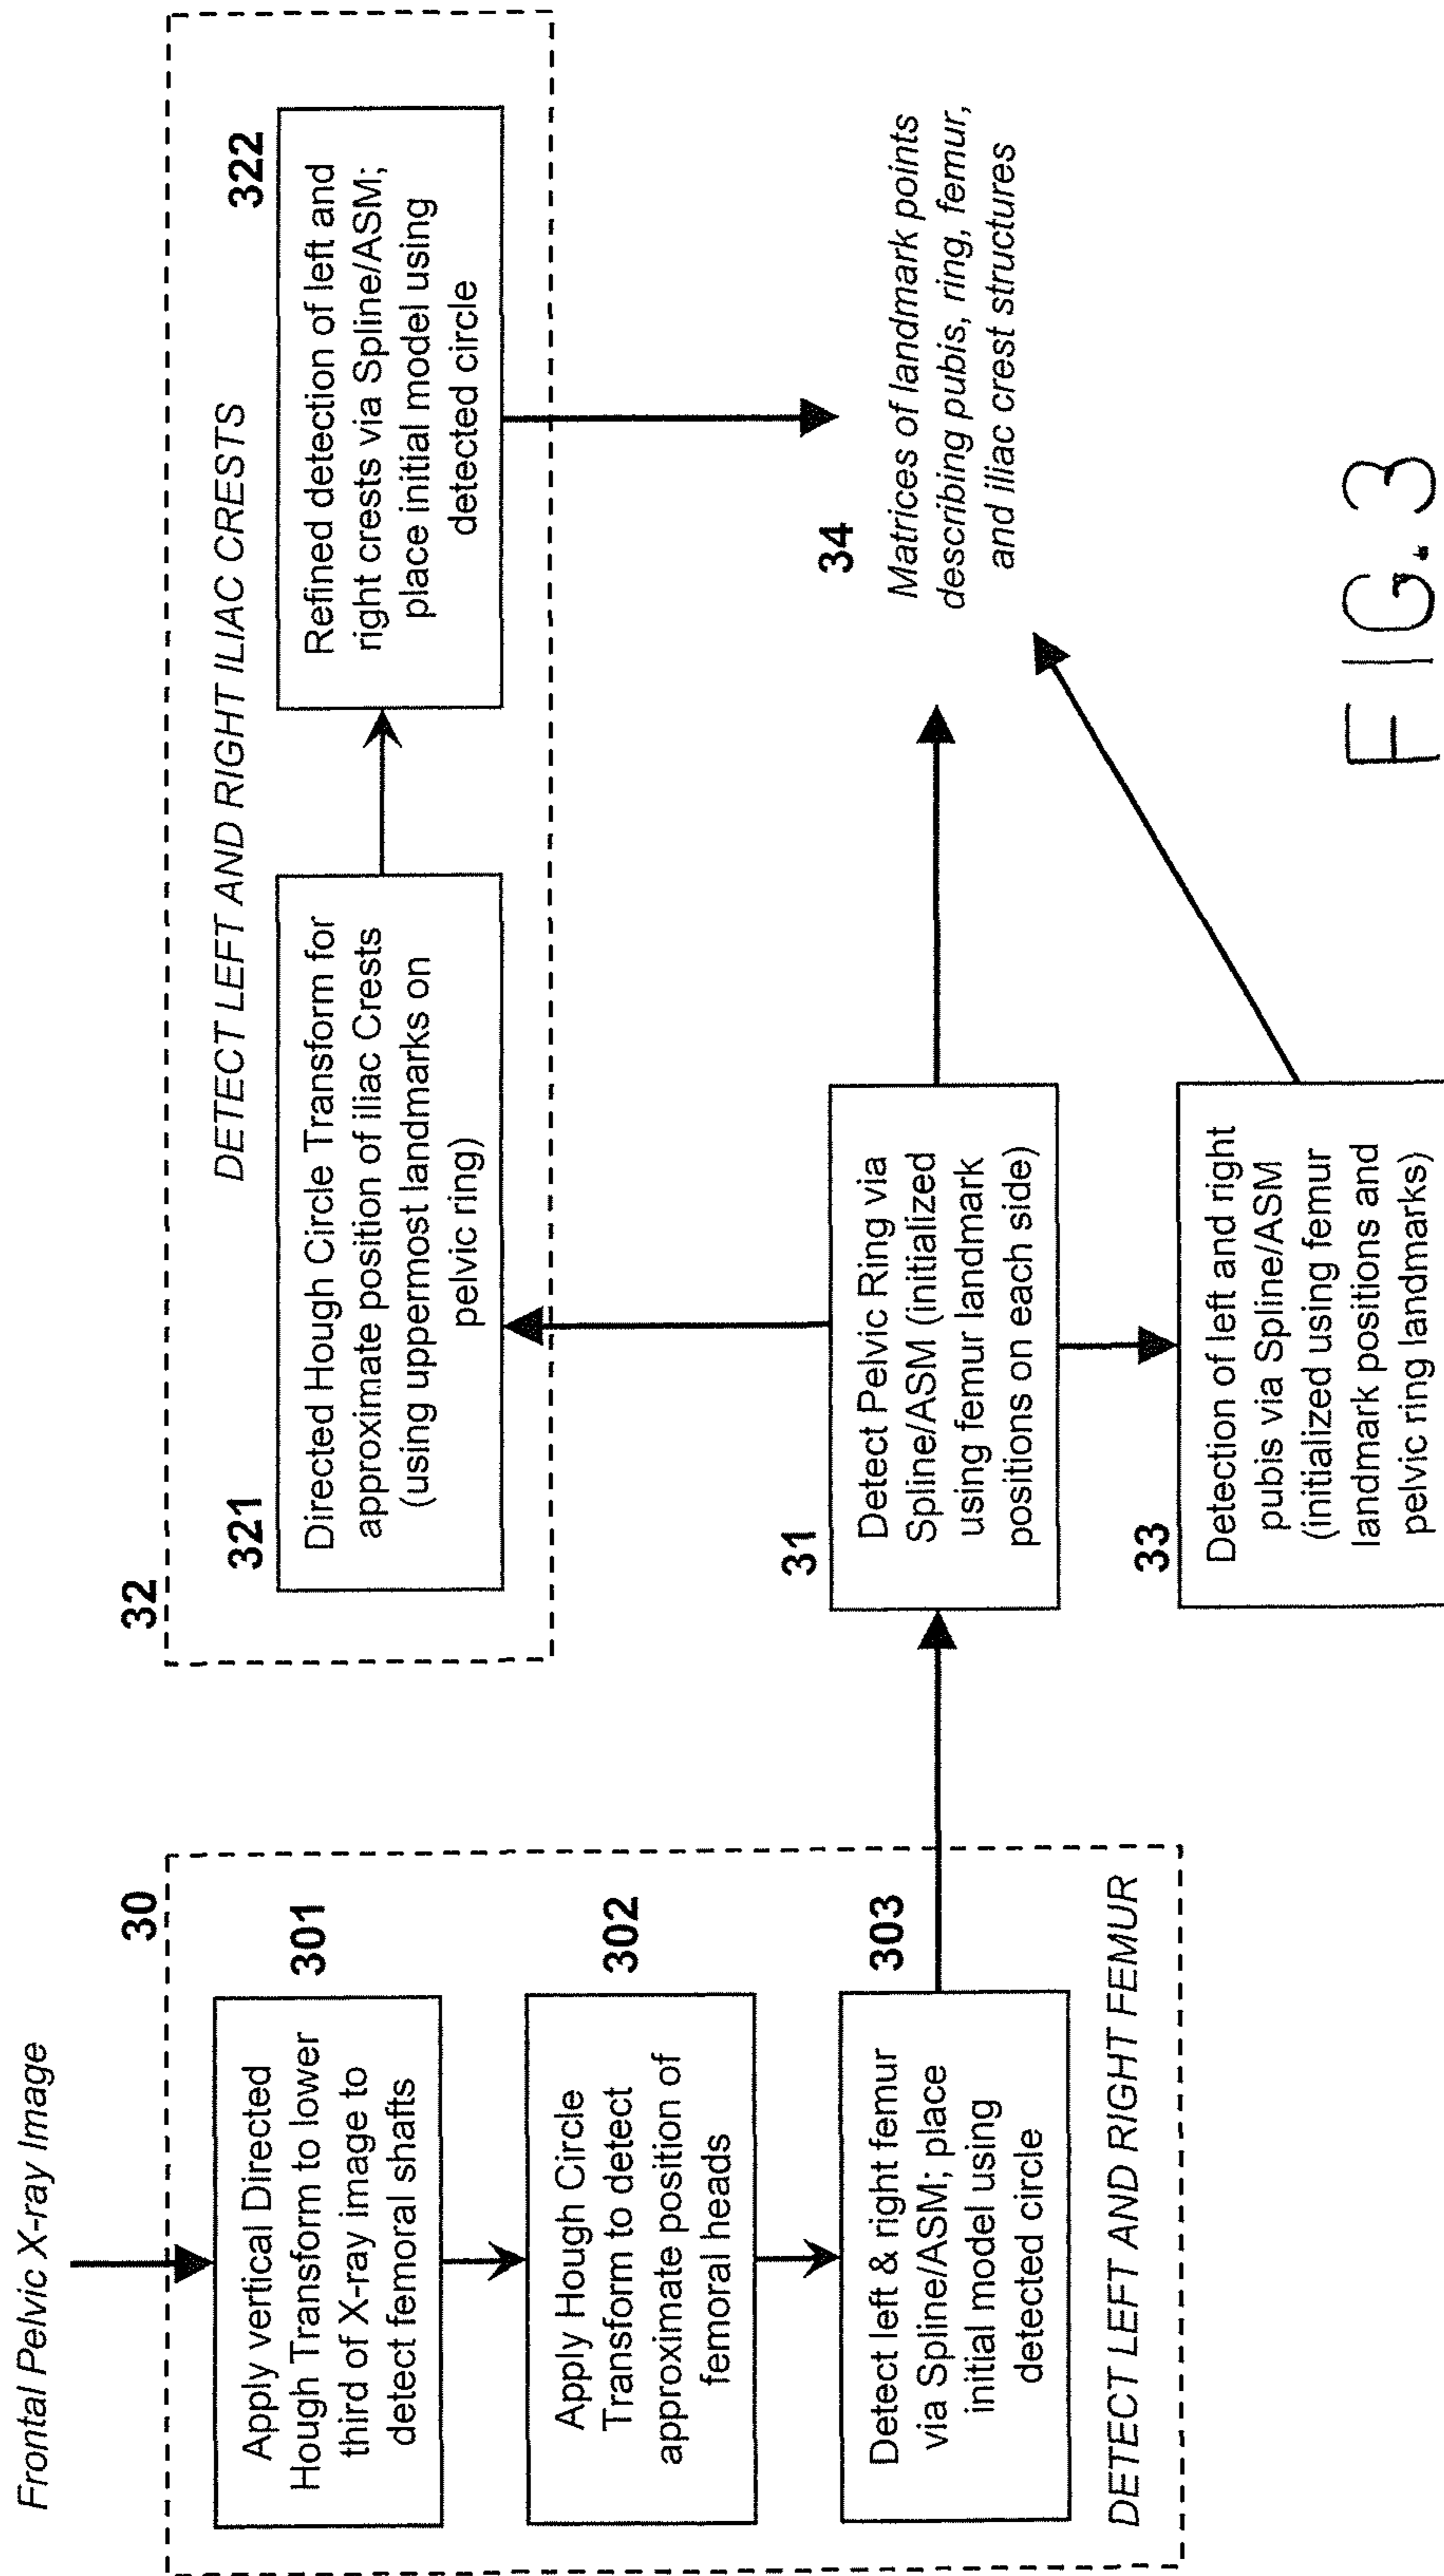 Frontal Pelvic X-ray Image
30
Apply vertical Directed
Hough Transform to lower
third of X-ray image to
detect femoral shafts
301
Apply Hough Circle
Transform to detect
approximate position of
femoral heads
302
Detect left & right femur
via Spline/ASM; place
initial model using
detected circle
303
DETECT LEFT AND RIGHT FEMUR
32
DETECT LEFT AND RIGHT ILIAC CRESTS
321
Directed Hough Circle Transform for
approximate position of iliac Crests
(using uppermost landmarks on
pelvic ring)
322
Refined detection of left and
right crests via Spline/ASM;
place initial model using
detected circle
31
Detect Pelvic Ring via
Spline/ASM (initialized
using femur landmark
positions on each side)
33
Detection of left and right
pubis via Spline/ASM
(initialized using femur
landmark positions and
pelvic ring landmarks)
34
Matrices of landmark points
describing pubis, ring, femur,
and iliac crest structures
FIG. 3